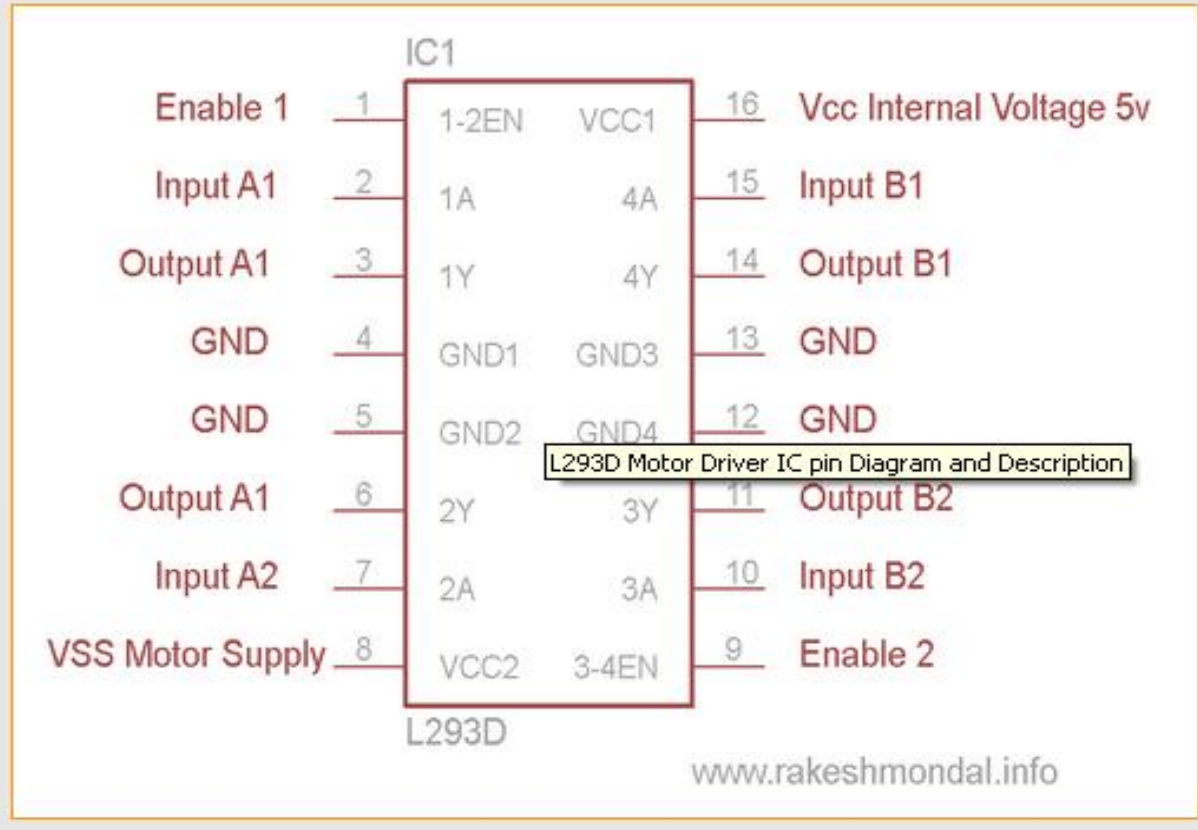 IC1
Enable 1 1 1-2EN VCC1 16 Vcc Internal Voltage 5v
Input A1 2 1A 4A 15 Input B1
Output A1 3 1Y 4Y 14 Output B1
GND 4 GND1 GND3 13 GND
GND 5 GND2 GND4 12 GND
L293D Motor Driver IC pin Diagram and Description
Output A1 6 2Y 3Y 11 Output B2
Input A2 7 2A 3A 10 Input B2
VSS Motor Supply 8 VCC2 3-4EN 9 Enable 2
L293D
www.rakeshmondal.info